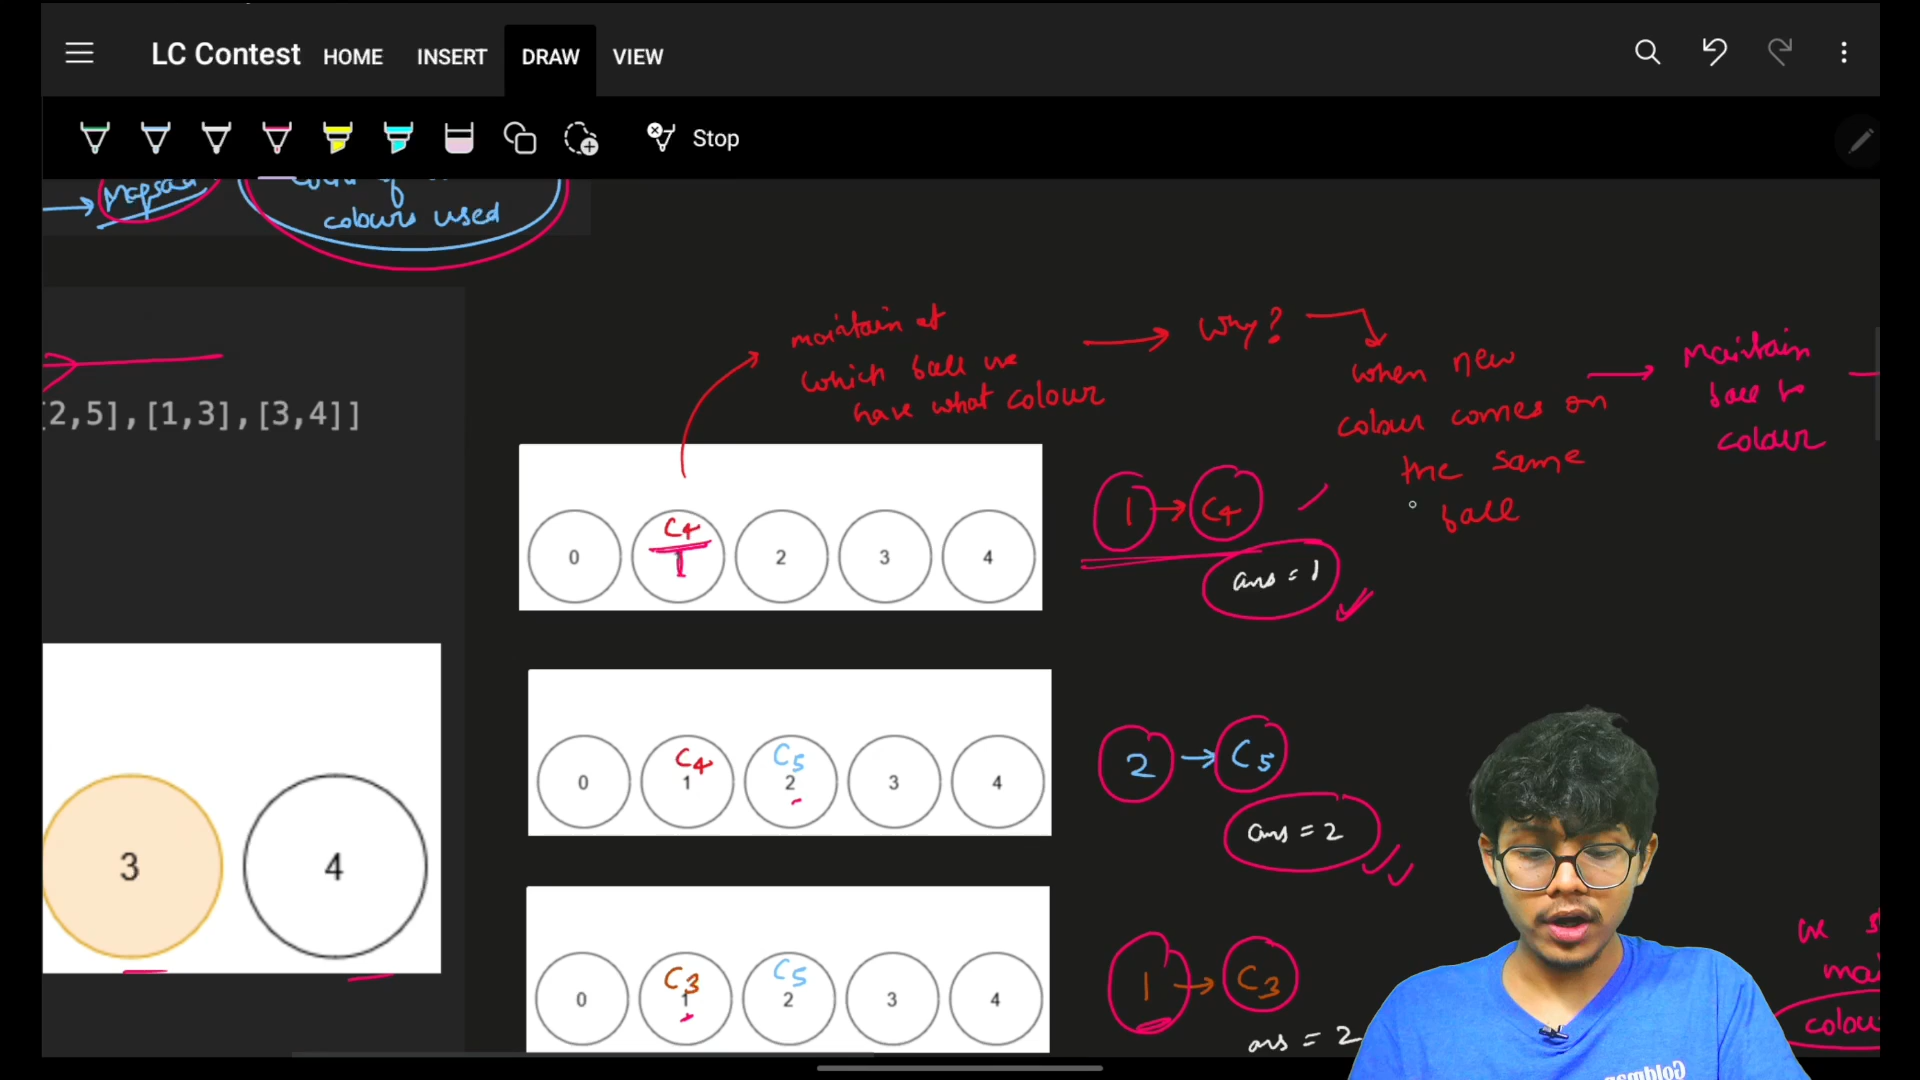 LC Contest HOME INSERT DRAW VIEW
Stop
colours used
2,5],[1,3],[3,4]]
maintain at
which ball we
have what colour
Why?
when new
colour comes on
the same
ball
Maintain
ball to
colour
0 C4 1 2 3 4
1 → C4
ans = 1
0 C4 1 C5 2 3 4
2 → C5
ans = 2
3 4
0 C3 1 C5 2 3 4
1 → C3
ans = 2
we
colou